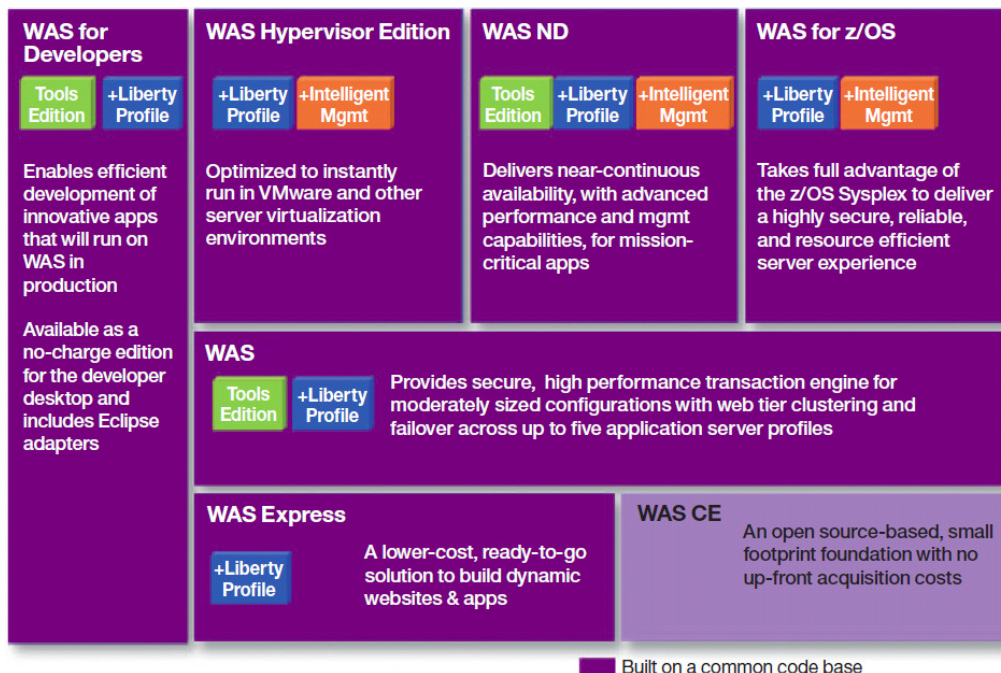 WAS for
Developers
Tools
Edition
+Liberty
Profile
Enables efficient
development of
innovative apps
that will run on
WAS in
production
Available as a
no-charge edition
for the developer
desktop and
includes Eclipse
adapters
WAS Hypervisor Edition
+Liberty
Profile
+Intelligent
Mgmt
Optimized to instantly
run in VMware and other
server virtualization
environments
WAS ND
Tools
Edition
+Liberty
Profile
+Intelligent
Mgmt
Delivers near-continuous
availability, with advanced
performance and mgmt
capabilities, for mission-
critical apps
WAS for z/OS
+Liberty
Profile
+Intelligent
Mgmt
Takes full advantage of
the z/OS Sysplex to deliver
a highly secure, reliable,
and resource efficient
server experience
WAS
Tools
Edition
+Liberty
Profile
Provides secure, high performance transaction engine for
moderately sized configurations with web tier clustering and
failover across up to five application server profiles
WAS Express
+Liberty
Profile
A lower-cost, ready-to-go
solution to build dynamic
websites & apps
WAS CE
An open source-based, small
footprint foundation with no
up-front acquisition costs
Built on a common code base